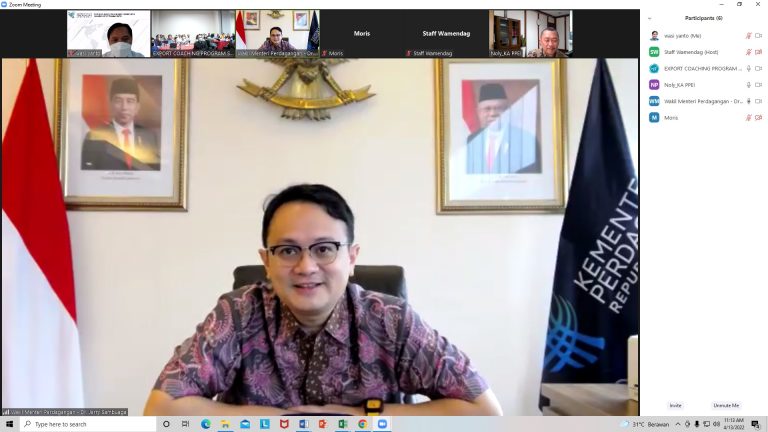 Zoom Meeting
wasi yanto
EXPORT COACHING PROGRAM S...
Wakil Menteri Perdagangan - Dr...
Moris
Moris
Staff Wamendag
Staff Wamendag
Noly_KA PPEI
KEMENTE
PERDAG
REPUB
Wakil Menteri Perdagangan - Dr. Jerry Sambuaga
Participants (6)
wasi yanto (Me)
SW Staff Wamendag (Host)
EXPORT COACHING PROGRAM ...
NP Noly_KA PPEI
WM Wakil Menteri Perdagangan - Dr...
M Moris
Invite
Unmute Me
Type here to search
31°C Berawan
11:13 AM
4/13/2022